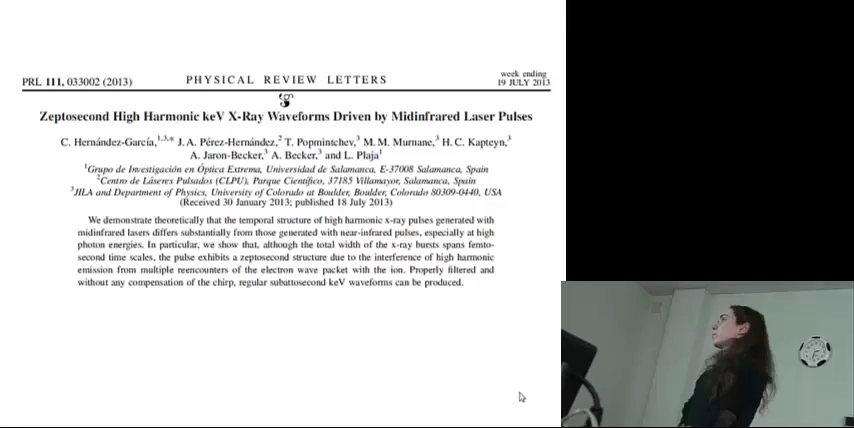 PRL 111, 033002 (2013)
PHYSICAL REVIEW LETTERS
week ending
19 JULY 2013
Zeptosecond High Harmonic keV X-Ray Waveforms Driven by Midinfrared Laser Pulses
C. Hernández-García,1,3,* J. A. Pérez-Hernández,2 T. Popmintchev,3 M. M. Murnane,3 H. C. Kapteyn,3
A. Jaron-Becker,3 A. Becker,3 and L. Plaja1
1Grupo de Investigación en Óptica Extrema, Universidad de Salamanca, E-37008 Salamanca, Spain
2Centro de Láseres Pulsados (CLPU), Parque Científico, 37185 Villamayor, Salamanca, Spain
3JILA and Department of Physics, University of Colorado at Boulder, Boulder, Colorado 80309-0440, USA
(Received 30 January 2013; published 18 July 2013)
We demonstrate theoretically that the temporal structure of high harmonic x-ray pulses generated with
midinfrared lasers differs substantially from those generated with near-infrared pulses, especially at high
photon energies. In particular, we show that, although the total width of the x-ray bursts spans femto-
second time scales, the pulse exhibits a zeptosecond structure due to the interference of high harmonic
emission from multiple reencounters of the electron wave packet with the ion. Properly filtered and
without any compensation of the chirp, regular subattosecond keV waveforms can be produced.